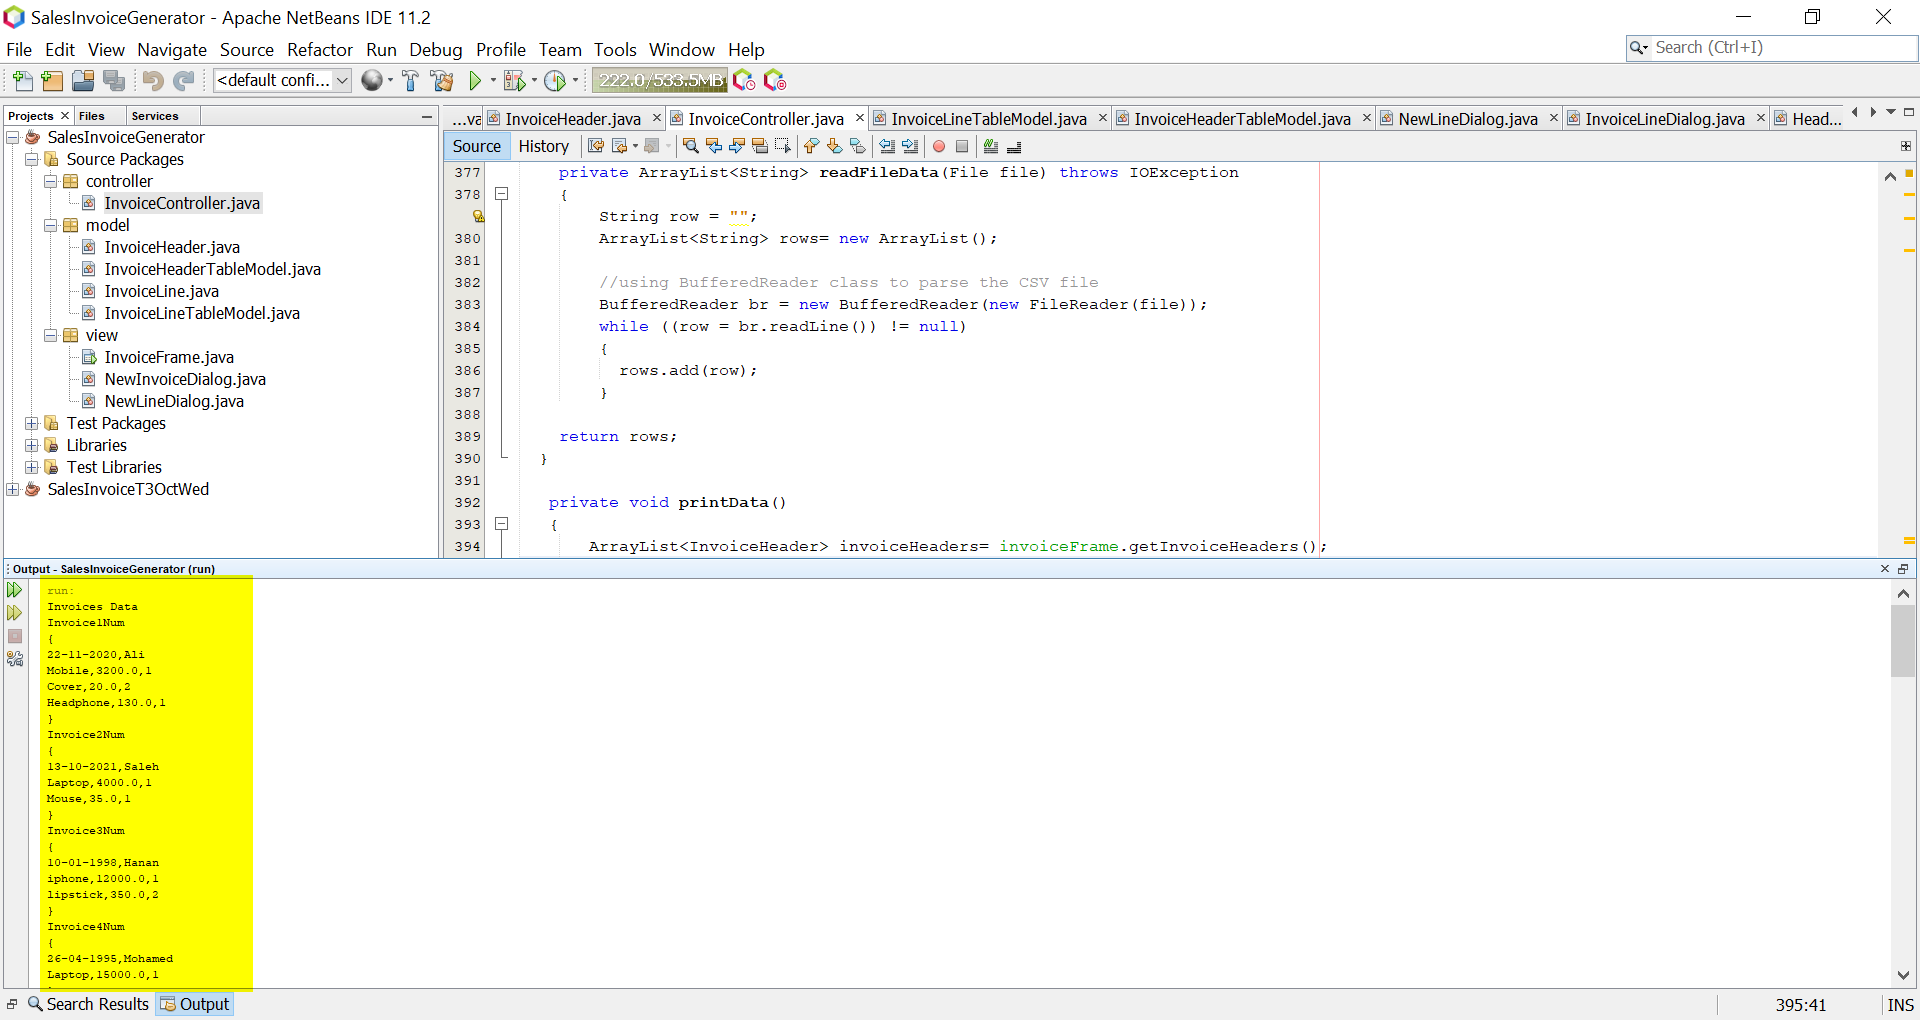 SalesInvoiceGenerator - Apache NetBeans IDE 11.2
File Edit View Navigate Source Refactor Run Debug Profile Team Tools Window Help
Search (Ctrl+I)
<default confi...
222.0/533.5MB
Projects Files Services
SalesInvoiceGenerator
Source Packages
controller
InvoiceController.java
model
InvoiceHeader.java
InvoiceHeaderTableModel.java
InvoiceLine.java
InvoiceLineTableModel.java
view
InvoiceFrame.java
NewInvoiceDialog.java
NewLineDialog.java
Test Packages
Libraries
Test Libraries
SalesInvoiceT3OctWed
...va InvoiceHeader.java InvoiceController.java InvoiceLineTableModel.java InvoiceHeaderTableModel.java NewLineDialog.java InvoiceLineDialog.java Head...
Source History
377 private ArrayList<String> readFileData(File file) throws IOException
378 {
String row = "";
380 ArrayList<String> rows= new ArrayList();
381
382 //using BufferedReader class to parse the CSV file
383 BufferedReader br = new BufferedReader(new FileReader(file));
384 while ((row = br.readLine()) != null)
385 {
386 rows.add(row);
387 }
388
389 return rows;
390 }
391
392 private void printData()
393 {
394 ArrayList<InvoiceHeader> invoiceHeaders= invoiceFrame.getInvoiceHeaders();
Output - SalesInvoiceGenerator (run)
run:
Invoices Data
Invoice1Num
{
22-11-2020,Ali
Mobile,3200.0,1
Cover,20.0,2
Headphone,130.0,1
}
Invoice2Num
{
13-10-2021,Saleh
Laptop,4000.0,1
Mouse,35.0,1
}
Invoice3Num
{
10-01-1998,Hanan
iphone,12000.0,1
lipstick,350.0,2
}
Invoice4Num
{
26-04-1995,Mohamed
Laptop,15000.0,1
Search Results Output
395:41 INS